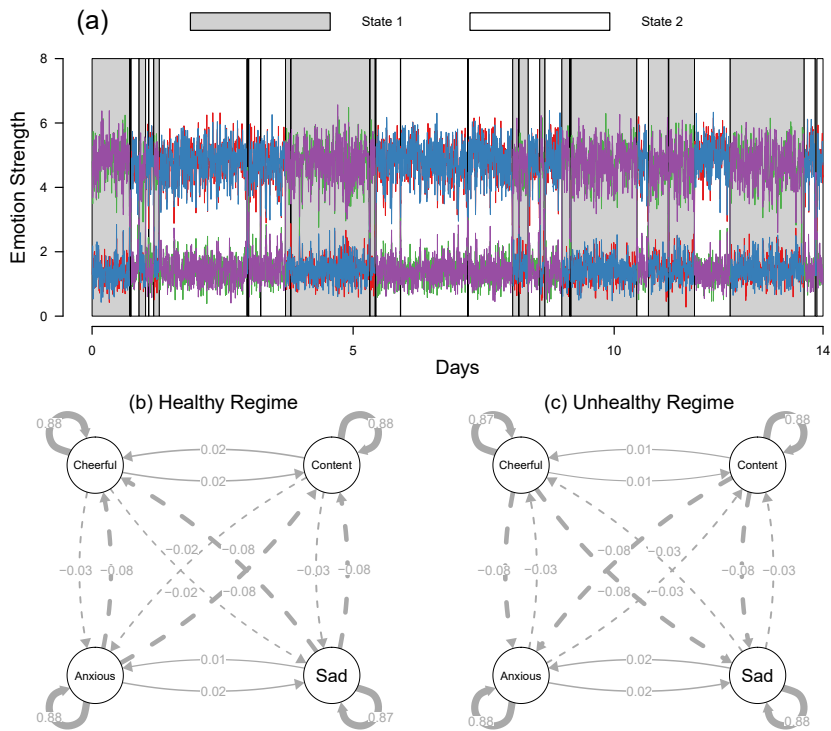 (a)
State 1
State 2
Emotion Strength
8
6
4
2
0
0
5
10
14
Days
(b) Healthy Regime
0.88
0.88
Cheerful
0.02
0.02
Content
−0.03
−0.08
−0.02
−0.08
−0.02
−0.08
−0.03
−0.08
Anxious
0.01
0.02
Sad
0.88
0.87
(c) Unhealthy Regime
0.87
0.88
Cheerful
0.01
0.01
Content
−0.08
−0.03
−0.08
−0.03
−0.08
−0.03
−0.08
−0.03
Anxious
0.02
0.02
Sad
0.88
0.88